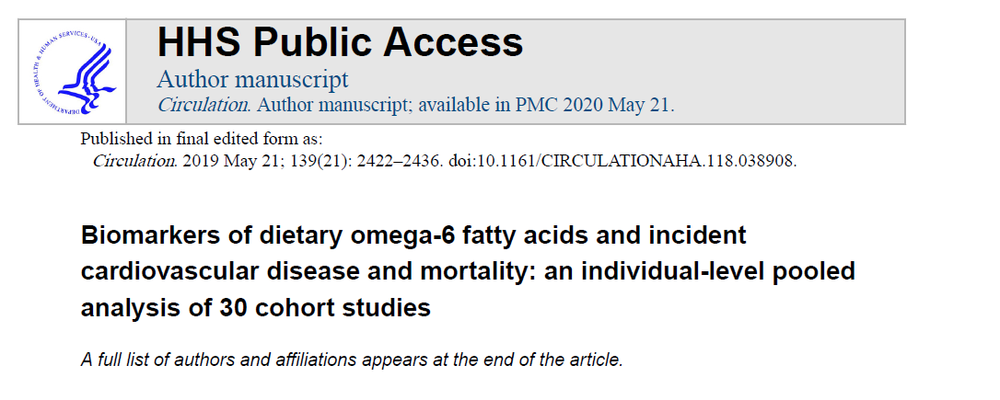 DEPARTMENT OF HEALTH & HUMAN SERVICES • USA
HHS Public Access
Author manuscript
Circulation. Author manuscript; available in PMC 2020 May 21.
Published in final edited form as:
Circulation. 2019 May 21; 139(21): 2422–2436. doi:10.1161/CIRCULATIONAHA.118.038908.
Biomarkers of dietary omega-6 fatty acids and incident
cardiovascular disease and mortality: an individual-level pooled
analysis of 30 cohort studies
A full list of authors and affiliations appears at the end of the article.